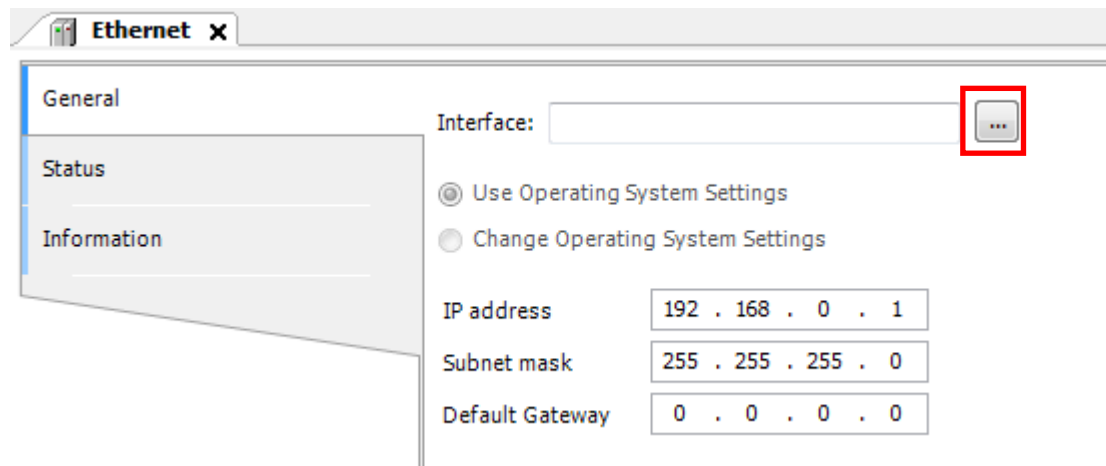 Ethernet x
General
Interface: ...
Status
Use Operating System Settings
Information
Change Operating System Settings
IP address 192 . 168 . 0 . 1
Subnet mask 255 . 255 . 255 . 0
Default Gateway 0 . 0 . 0 . 0